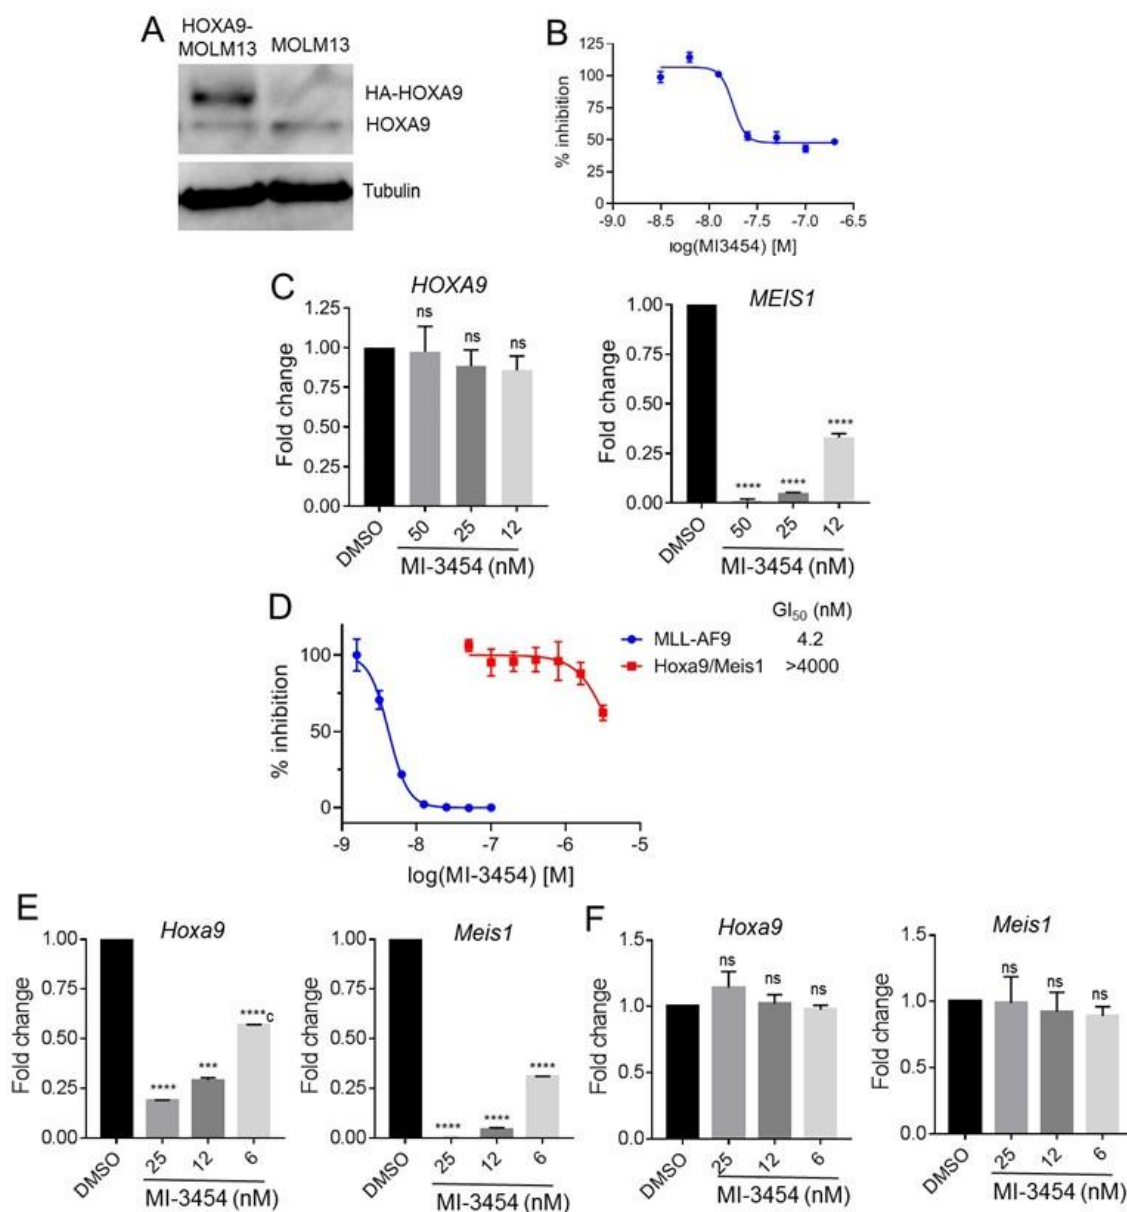 A
HOXA9-
MOLM13
MOLM13
HA-HOXA9
HOXA9
Tubulin
B
% inhibition
125
100
75
50
25
0
-9.0 -8.5 -8.0 -7.5 -7.0 -6.5
log(MI3454) [M]
C
HOXA9
Fold change
1.25
1.00
0.75
0.50
0.25
0.00
ns ns ns
DMSO 50 25 12
MI-3454 (nM)
MEIS1
Fold change
1.00
0.75
0.50
0.25
0.00
**** **** ****
DMSO 50 25 12
MI-3454 (nM)
D
% inhibition
100
50
0
-9 -8 -7 -6 -5
log(MI-3454) [M]
GI50 (nM)
MLL-AF9 4.2
Hoxa9/Meis1 >4000
E
Hoxa9
Fold change
1.00
0.75
0.50
0.25
0.00
**** *** ****c
DMSO 25 12 6
MI-3454 (nM)
Meis1
Fold change
1.00
0.75
0.50
0.25
0.00
**** **** ****
DMSO 25 12 6
MI-3454 (nM)
F
Hoxa9
Fold change
1.5
1.0
0.5
0.0
ns ns ns
DMSO 25 12 6
MI-3454 (nM)
Meis1
Fold change
1.5
1.0
0.5
0.0
ns ns ns
DMSO 25 12 6
MI-3454 (nM)